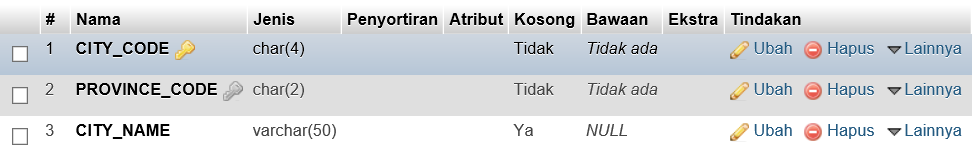 # Nama Jenis Penyortiran Atribut Kosong Bawaan Ekstra Tindakan
1 CITY_CODE char(4) Tidak Tidak ada Ubah Hapus Lainnya
2 PROVINCE_CODE char(2) Tidak Tidak ada Ubah Hapus Lainnya
3 CITY_NAME varchar(50) Ya NULL Ubah Hapus Lainnya